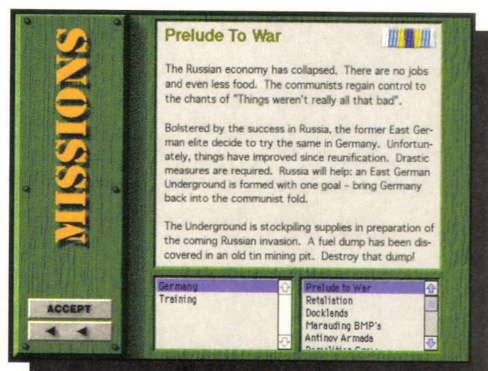 MISSIONS
Prelude To War
The Russian economy has collapsed. There are no jobs
and even less food. The communists regain control to
the chants of "Things weren't really all that bad".
Bolstered by the success in Russia, the former East Ger-
man elite decide to try the same in Germany. Unfortun-
ately, things have improved since reunification. Drastic
measures are required. Russia will help: an East German
Underground is formed with one goal - bring Germany
back into the communist fold.
The Underground is stockpiling supplies in preparation of
the coming Russian invasion. A fuel dump has been dis-
covered in an old tin mining pit. Destroy that dump!
Germany
Training
Prelude to War
Retaliation
Docklands
Marauding BMP's
Antinov Armada
ACCEPT